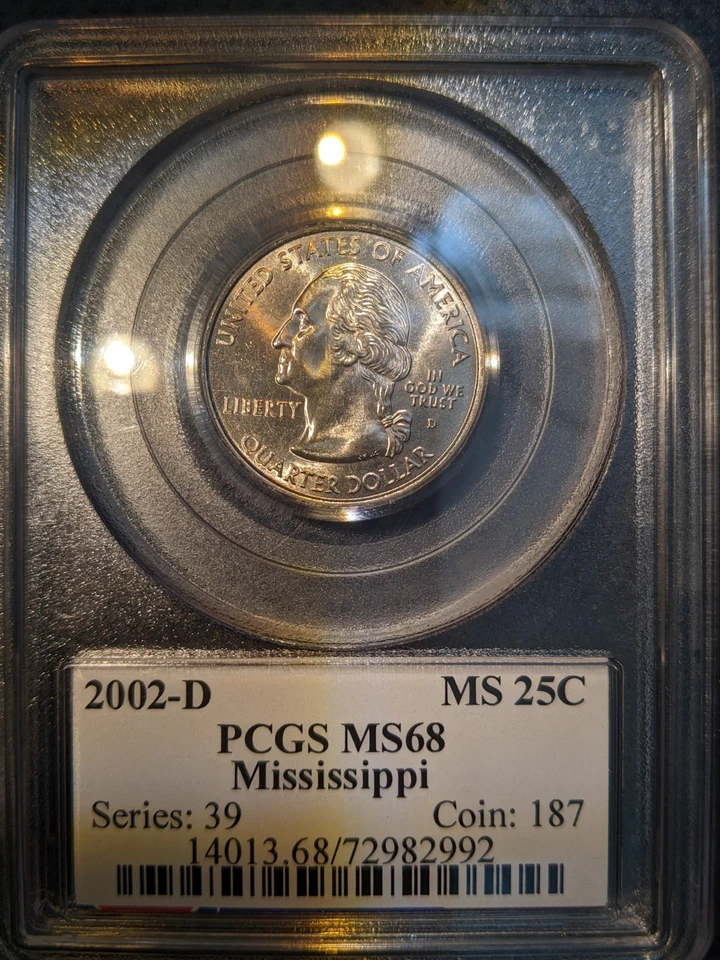 UNITED STATES OF AMERICA
IN
GOD WE
TRUST
LIBERTY
D
QUARTER DOLLAR
2002-D MS 25C
PCGS MS68
Mississippi
Series: 39 Coin: 187
14013.68/72982992